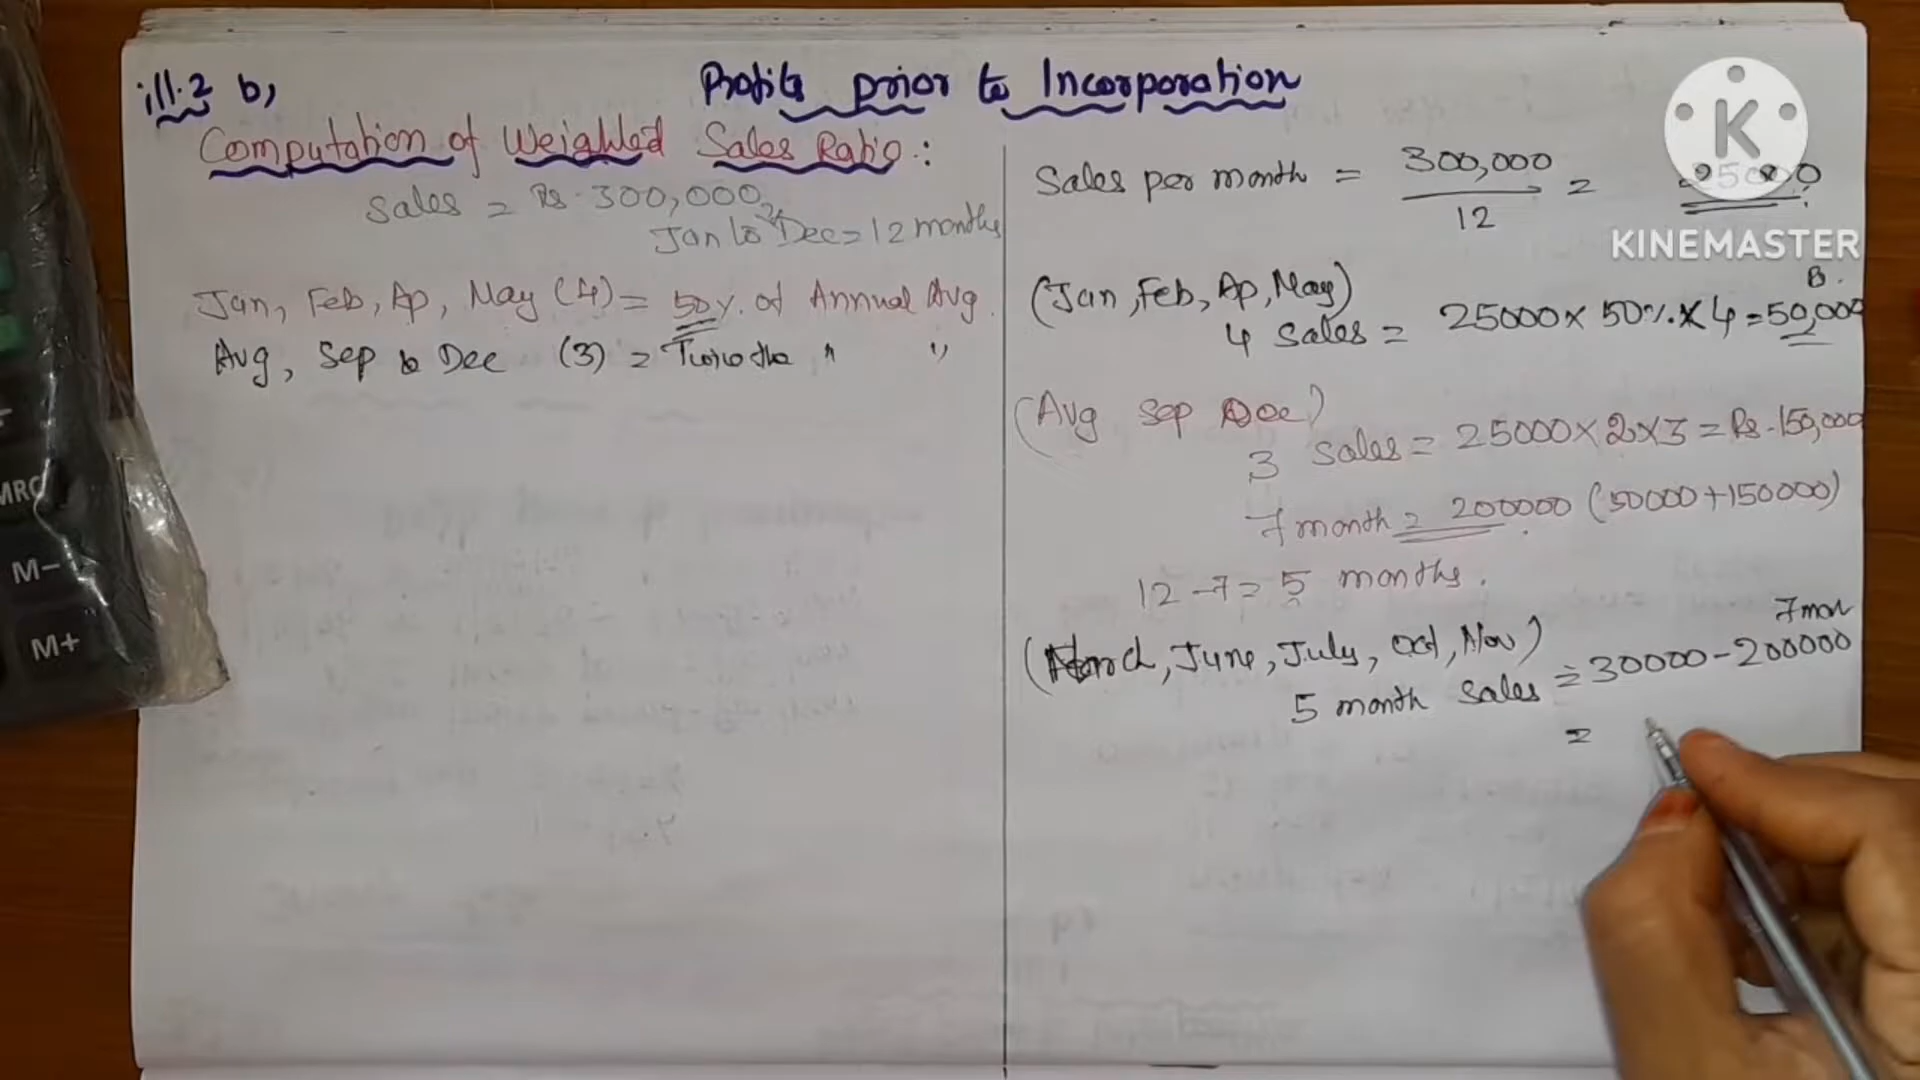 ill.2 b,
Profits prior to Incorporation
Computation of Weighted Sales Ratio :
Sales = Rs. 300,000
Jan to Dec = 12 months
Jan, Feb, Ap, May (4) = 50% of Annual Avg.
Aug, Sep & Dec (3) = Twice the " "
Sales per month = 300,000 / 12 = 25000
(Jan, Feb, Ap, May)
4 Sales = 25000 x 50% x 4 = 50,000
(Aug Sep Dec)
3 Sales = 25000 x 2 x 3 = Rs. 150,000
7 month = 200000 (50000+150000)
12 - 7 = 5 months.
7 mon
(March, June, July, Oct, Nov)
5 month Sales = 30000 - 200000
=
K
KINEMASTER
MRC
M-
M+